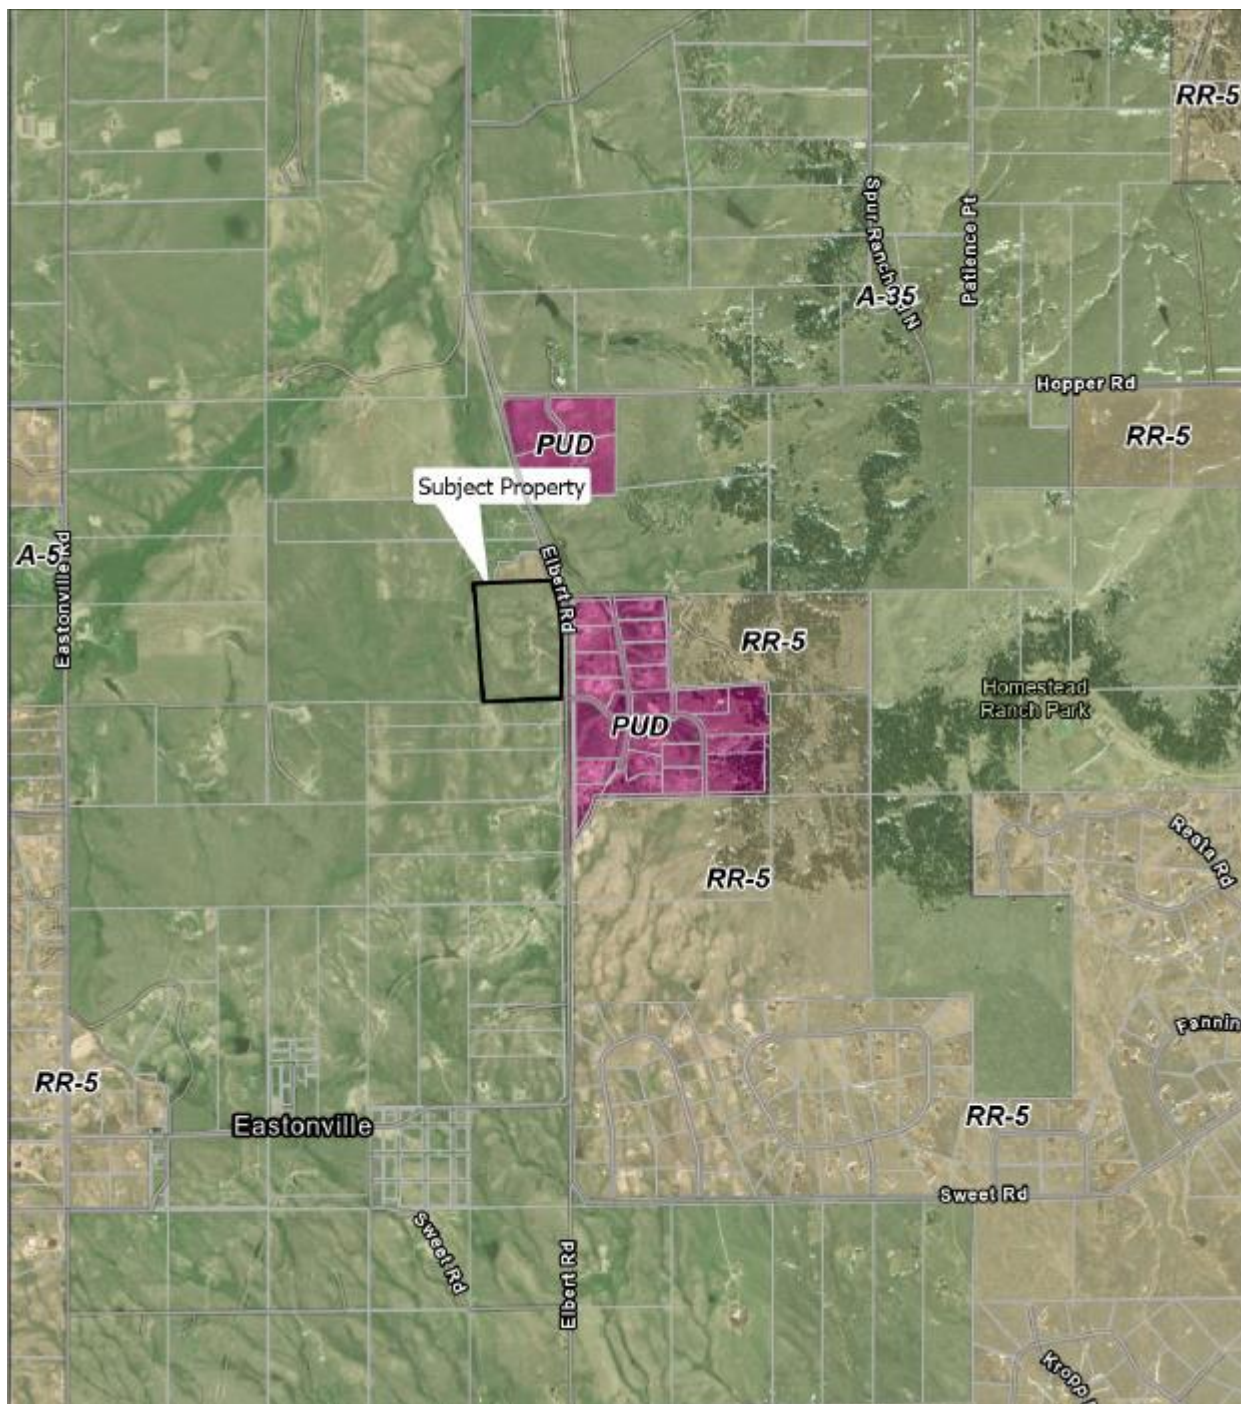 RR-5
Spur Ranch Rd N
Patience Pt
A-35
Hopper Rd
PUD
RR-5
Subject Property
A-5
Eastonville Rd
Elbert Rd
RR-5
Homestead
Ranch Park
PUD
Reata Rd
RR-5
Fannin
RR-5
Eastonville
RR-5
Sweet Rd
Sweet Rd
Elbert Rd
Kropp